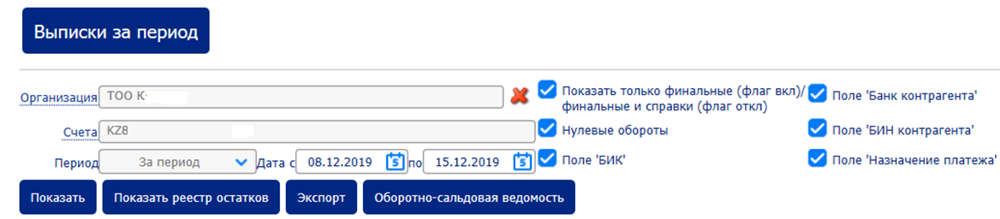 Выписки за период
Организация ТОО К Показать только финальные (флаг вкл)/ финальные и справки (флаг откл) Поле 'Банк контрагента'
Счета KZ8 Нулевые обороты Поле 'БИН контрагента'
Период За период Дата с 08.12.2019 по 15.12.2019 Поле 'БИК' Поле 'Назначение платежа'
Показать Показать реестр остатков Экспорт Оборотно-сальдовая ведомость